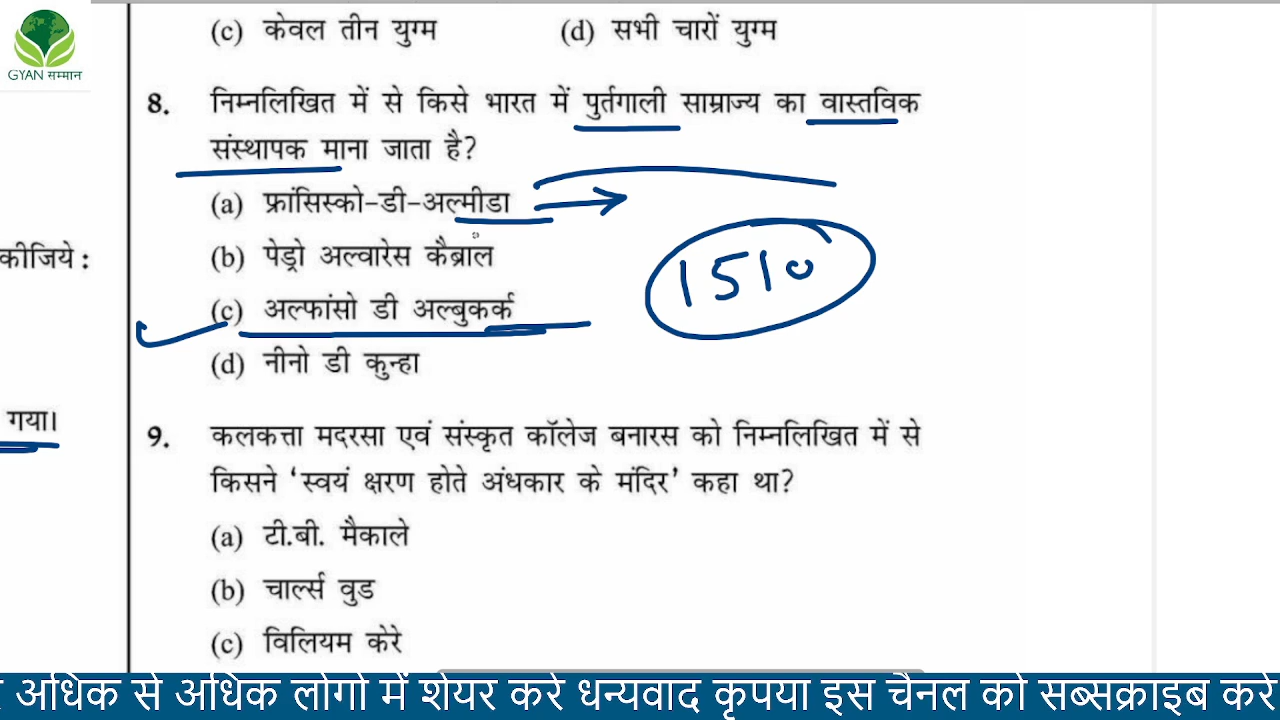 GYAN सम्मान
(c) केवल तीन युग्म (d) सभी चारों युग्म
8. निम्नलिखित में से किसे भारत में पुर्तगाली साम्राज्य का वास्तविक
संस्थापक माना जाता है?
(a) फ्रांसिस्को-डी-अल्मीडा
(b) पेड्रो अल्वारेस कैब्राल
(c) अल्फांसो डी अल्बुकर्क
(d) नीनो डी कुन्हा
1510
कीजिये :
गया।
9. कलकत्ता मदरसा एवं संस्कृत कॉलेज बनारस को निम्नलिखित में से
किसने ‘स्वयं क्षरण होते अंधकार के मंदिर’ कहा था?
(a) टी.बी. मैकाले
(b) चार्ल्स वुड
(c) विलियम केरे
अधिक से अधिक लोगो में शेयर करे धन्यवाद कृपया इस चैनल को सब्सक्राइब करे